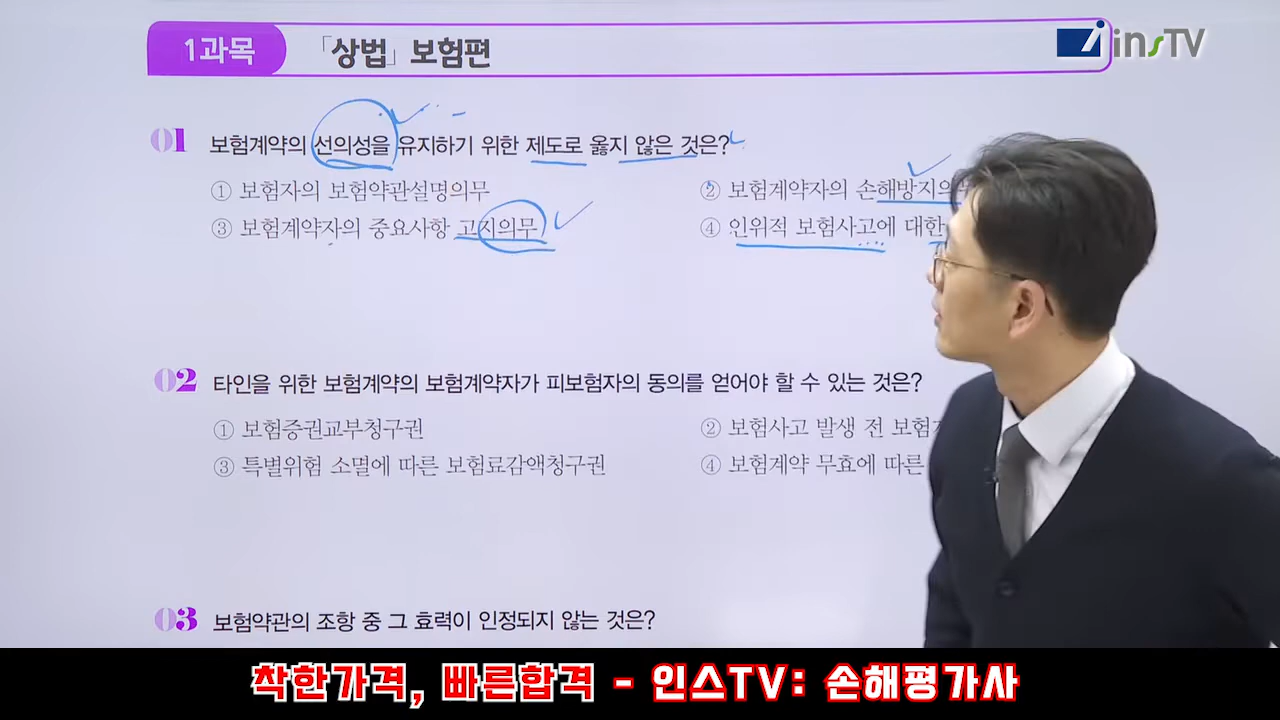 1과목 「상법」 보험편
insTV
01 보험계약의 선의성을 유지하기 위한 제도로 옳지 않은 것은?
① 보험자의 보험약관설명의무 ② 보험계약자의 손해방지의
③ 보험계약자의 중요사항 고지의무 ④ 인위적 보험사고에 대한
02 타인을 위한 보험계약의 보험계약자가 피보험자의 동의를 얻어야 할 수 있는 것은?
① 보험증권교부청구권 ② 보험사고 발생 전 보험
③ 특별위험 소멸에 따른 보험료감액청구권 ④ 보험계약 무효에 따른
03 보험약관의 조항 중 그 효력이 인정되지 않는 것은?
착한가격, 빠른합격 - 인스TV: 손해평가사